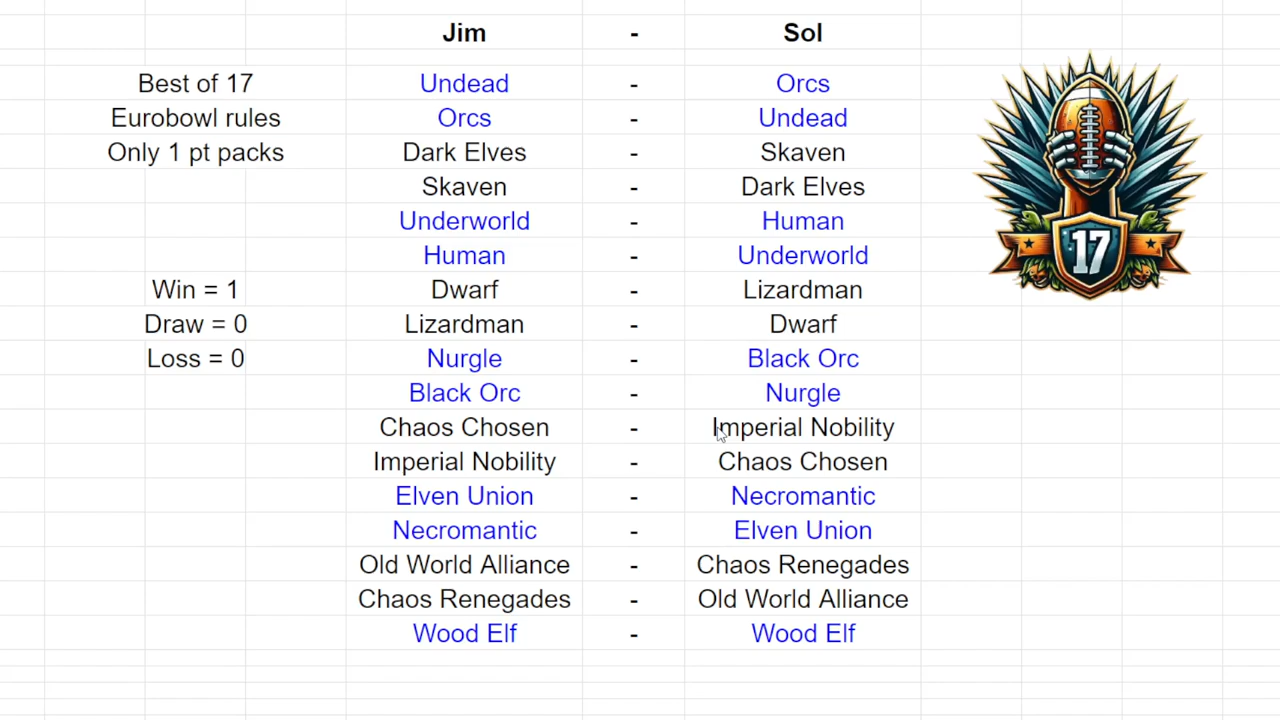 Jim - Sol
Best of 17 Undead - Orcs
Eurobowl rules Orcs - Undead
Only 1 pt packs Dark Elves - Skaven
Skaven - Dark Elves
Underworld - Human
Human - Underworld
Win = 1 Dwarf - Lizardman
Draw = 0 Lizardman - Dwarf
Loss = 0 Nurgle - Black Orc
Black Orc - Nurgle
Chaos Chosen - Imperial Nobility
Imperial Nobility - Chaos Chosen
Elven Union - Necromantic
Necromantic - Elven Union
Old World Alliance - Chaos Renegades
Chaos Renegades - Old World Alliance
Wood Elf - Wood Elf
17